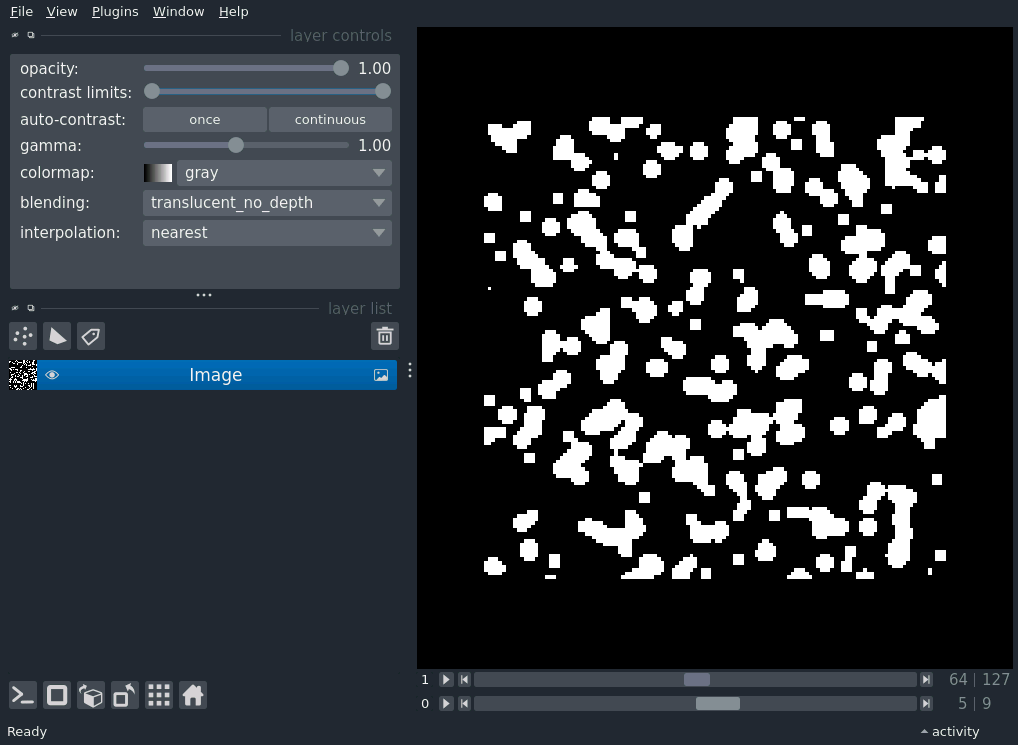 File View Plugins Window Help
layer controls
opacity: 1.00
contrast limits:
auto-contrast: once continuous
gamma: 1.00
colormap: gray
blending: translucent_no_depth
interpolation: nearest
layer list
Image
1 64 | 127
0 5 | 9
Ready activity